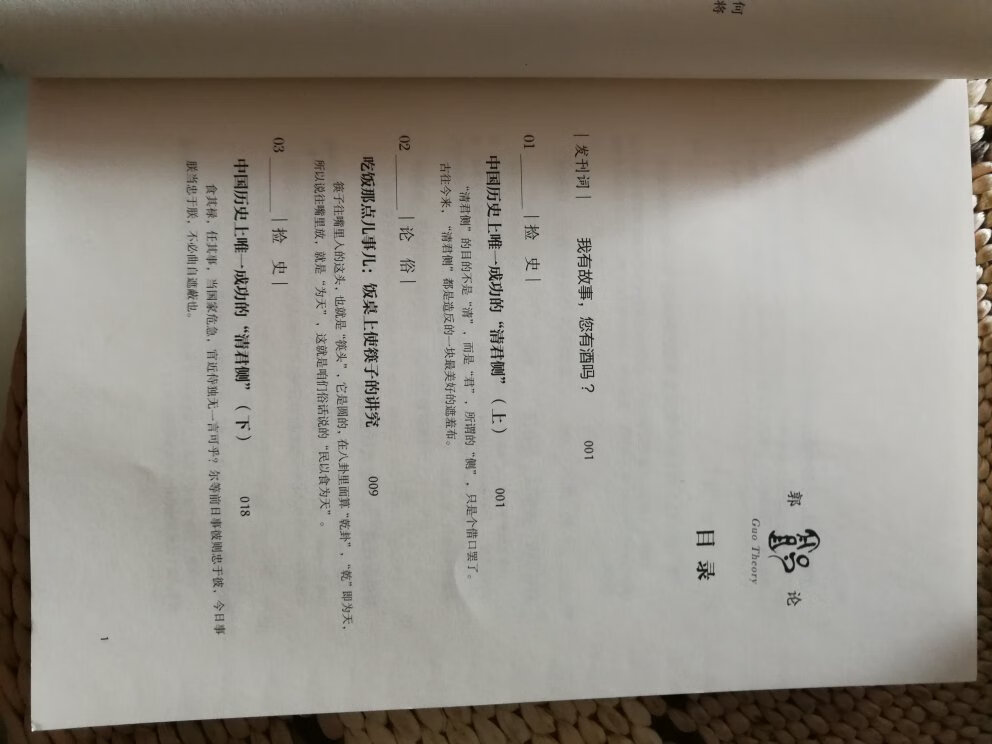 何
将
郭 论
Guo Theory
目录
|发刊词| 我有故事，您有酒吗？ 001
01 |捡 史|
中国历史上唯一成功的“清君侧”（上） 001
“清君侧”的目的不是“清”，而是“君”，所谓的“侧”，只是个借口罢了。
古往今来，“清君侧”都是造反的一块最美好的遮羞布。
02 |论 俗|
吃饭那点儿事儿：饭桌上使筷子的讲究 009
筷子往嘴里入的这头，也就是“筷头”，它是圆的，在八卦里面算“乾卦”，“乾”即为天，
所以说往嘴里放，就是“为天”，这就是咱们俗话说的“民以食为天”。
03 |捡 史|
中国历史上唯一成功的“清君侧”（下） 018
食其禄，任其事，当国家危急，官近侍独无一言可乎？尔等前日事彼则忠于彼，今日事
朕当忠于朕，不必曲自遮蔽也。
1